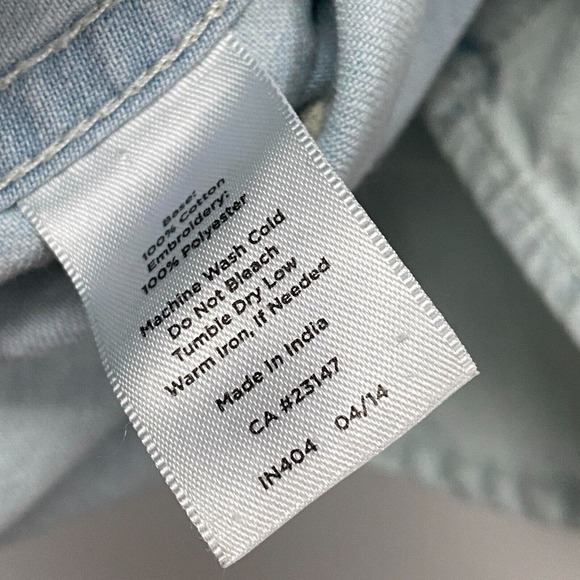 Base:
100% Cotton
Embroidery:
100% Polyester
Machine Wash Cold
Do Not Bleach
Tumble Dry Low
Warm Iron, If Needed
Made In India
CA #23147
IN404 04/14